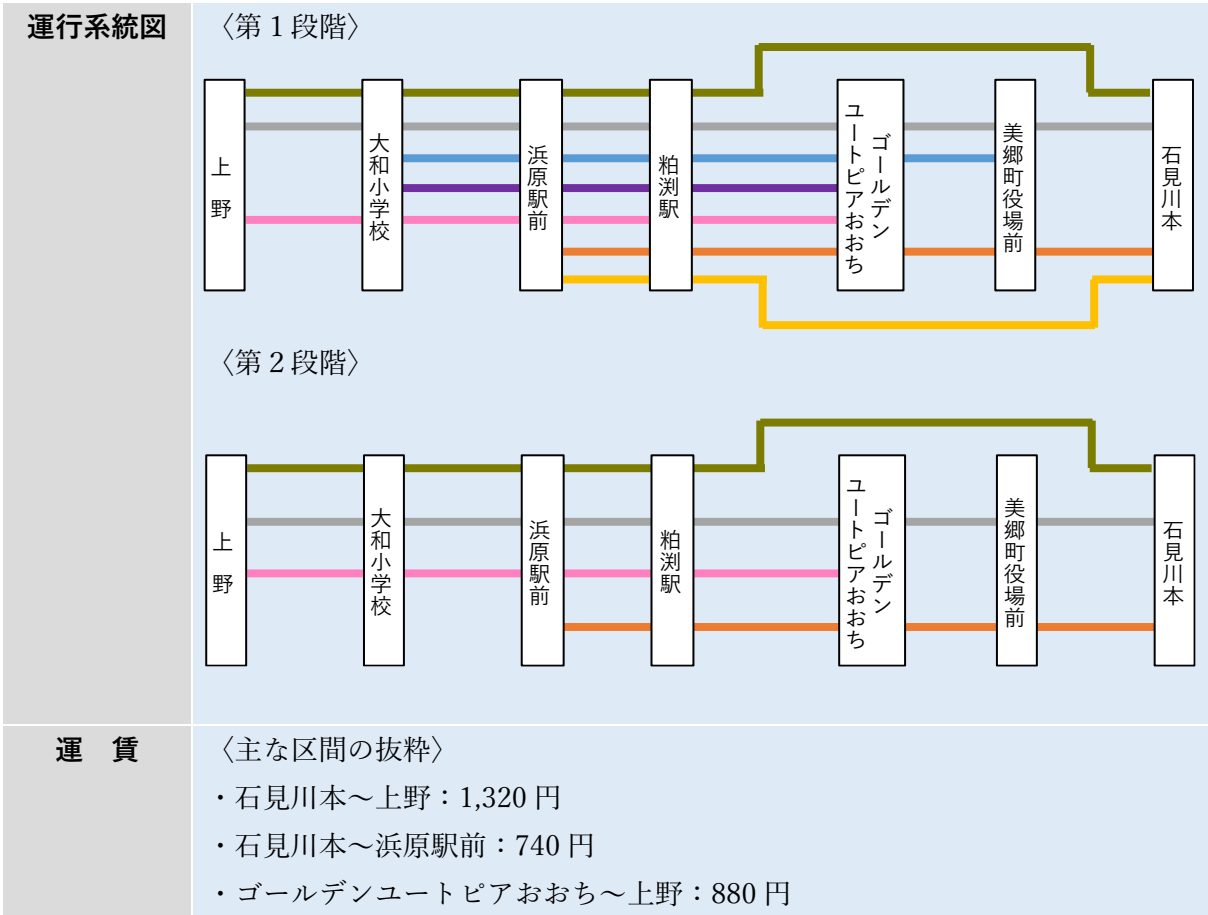 運行系統図
〈第１段階〉
上野
大和小学校
浜原駅前
粕渕駅
ゴールデン
ユートピアおおち
美郷町役場前
石見川本
〈第２段階〉
上野
大和小学校
浜原駅前
粕渕駅
ゴールデン
ユートピアおおち
美郷町役場前
石見川本
運　賃
〈主な区間の抜粋〉
・石見川本～上野：1,320 円
・石見川本～浜原駅前：740 円
・ゴールデンユートピアおおち～上野：880 円